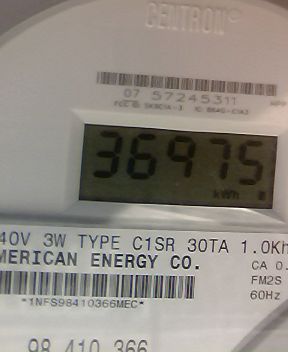 CENTRON®
07 57245311
36975
kWh
40V 3W TYPE C1SR 30TA 1.0Kh
MERICAN ENERGY CO.
CA 0.
FM2S
60Hz
*1NFS98410366MEC*
98 410 366